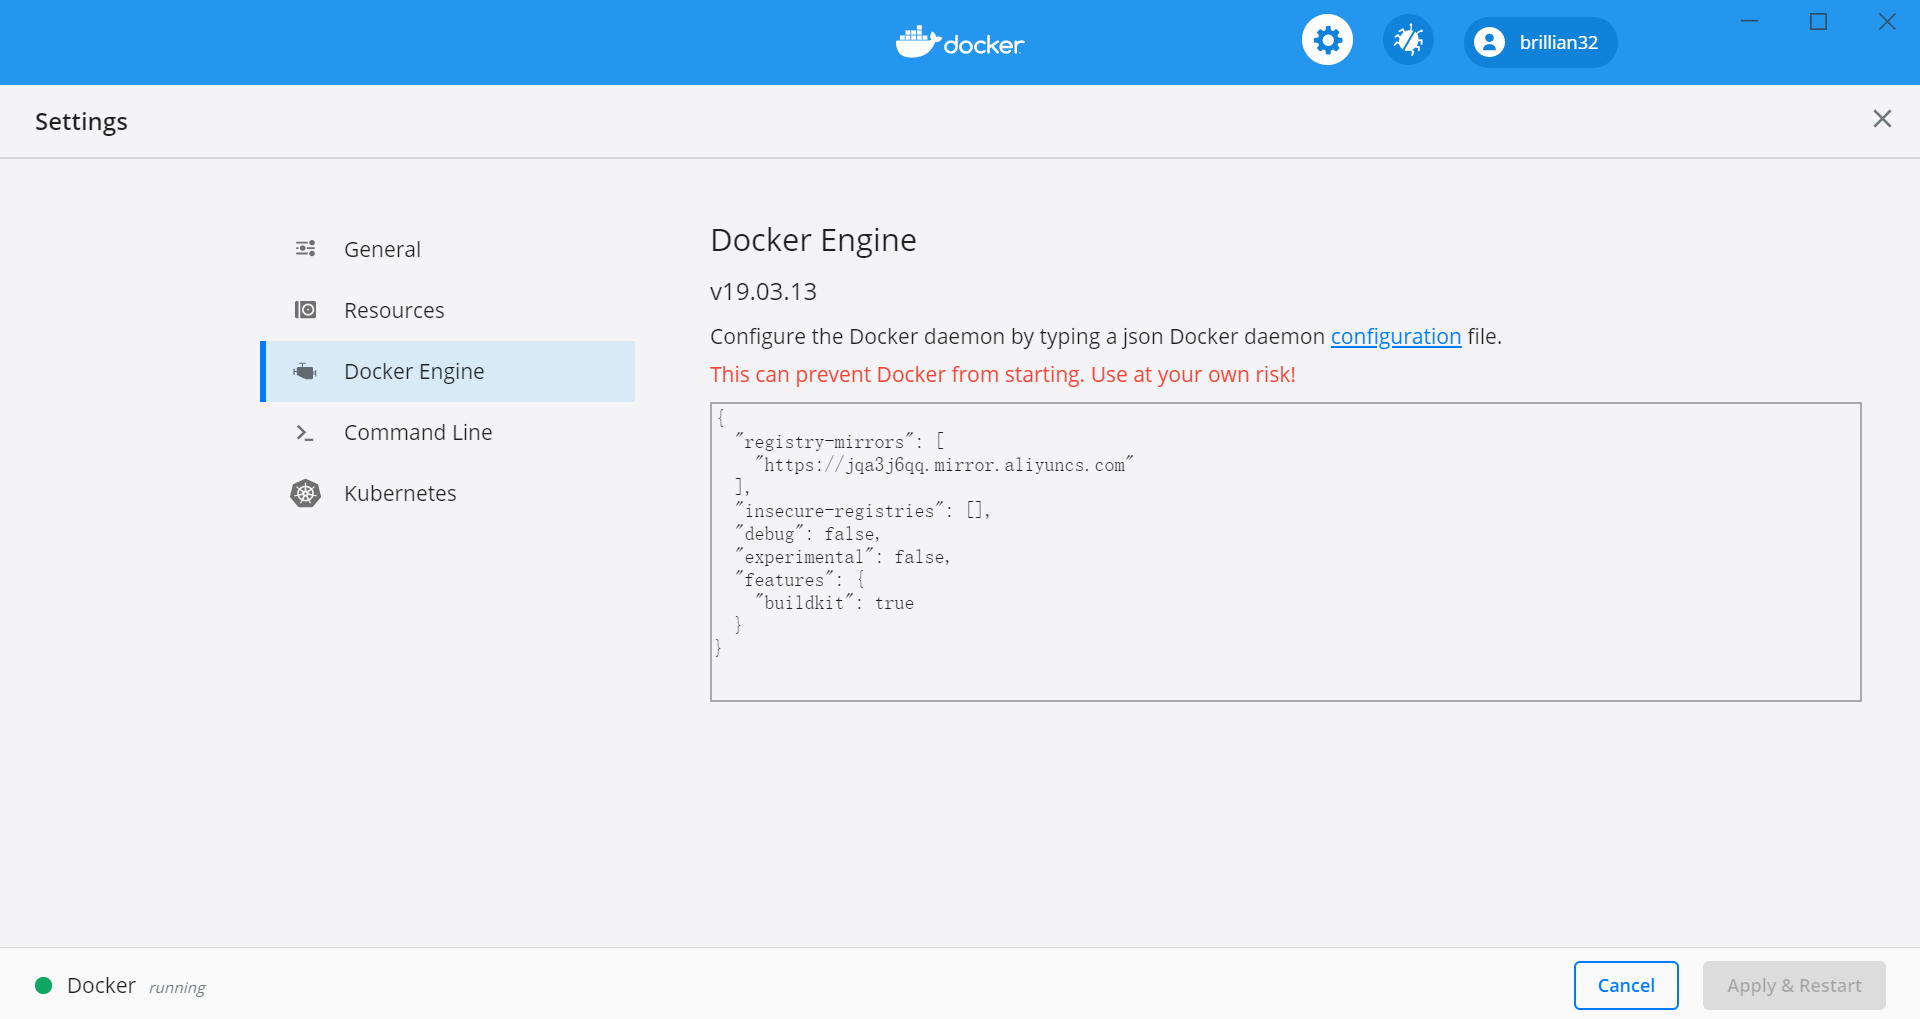 docker
brillian32
Settings
General
Resources
Docker Engine
Command Line
Kubernetes
Docker Engine
v19.03.13
Configure the Docker daemon by typing a json Docker daemon configuration file.
This can prevent Docker from starting. Use at your own risk!
{
  "registry-mirrors": [
    "https://jqa3j6qq.mirror.aliyuncs.com"
  ],
  "insecure-registries": [],
  "debug": false,
  "experimental": false,
  "features": {
    "buildkit": true
  }
}
Docker running
Cancel
Apply & Restart